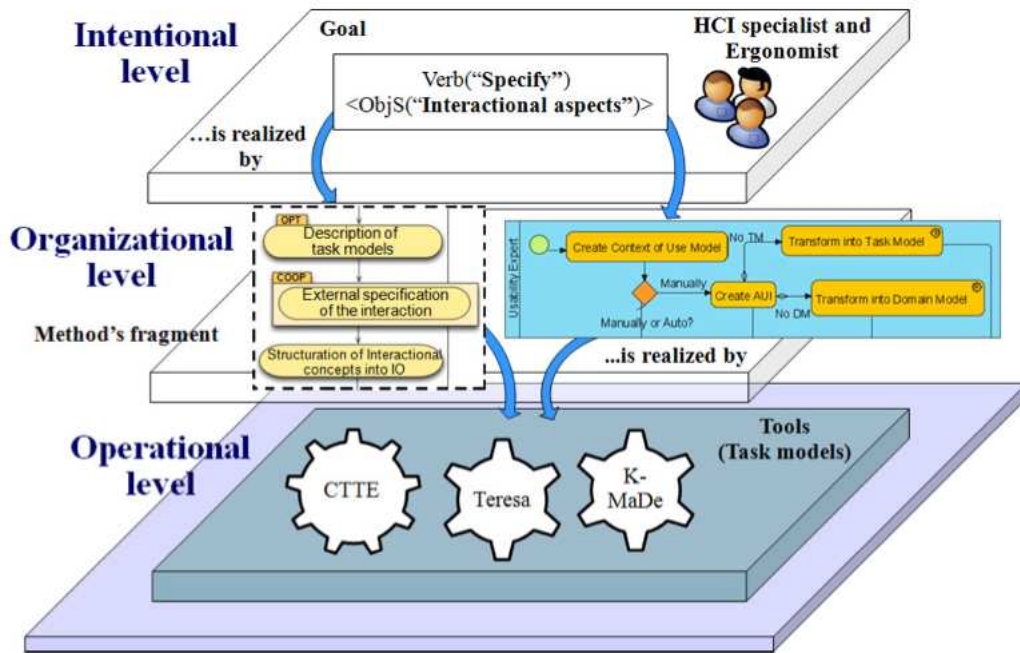 Intentional
level
Goal
HCI specialist and
Ergonomist
Verb(“Specify”)
<ObjS(“Interactional aspects”)>
…is realized
by
Organizational
level
Method’s fragment
OPT
Description of
task models
COOP
External specification
of the interaction
Structuration of Interactional
concepts into IO
Usability Expert
Create Context of Use Model
No TM
Transform into Task Model
Manually
Create AUI
Manually or Auto?
No DM
Transform into Domain Model
...is realized by
Operational
level
Tools
(Task models)
CTTE
Teresa
K-
MaDe